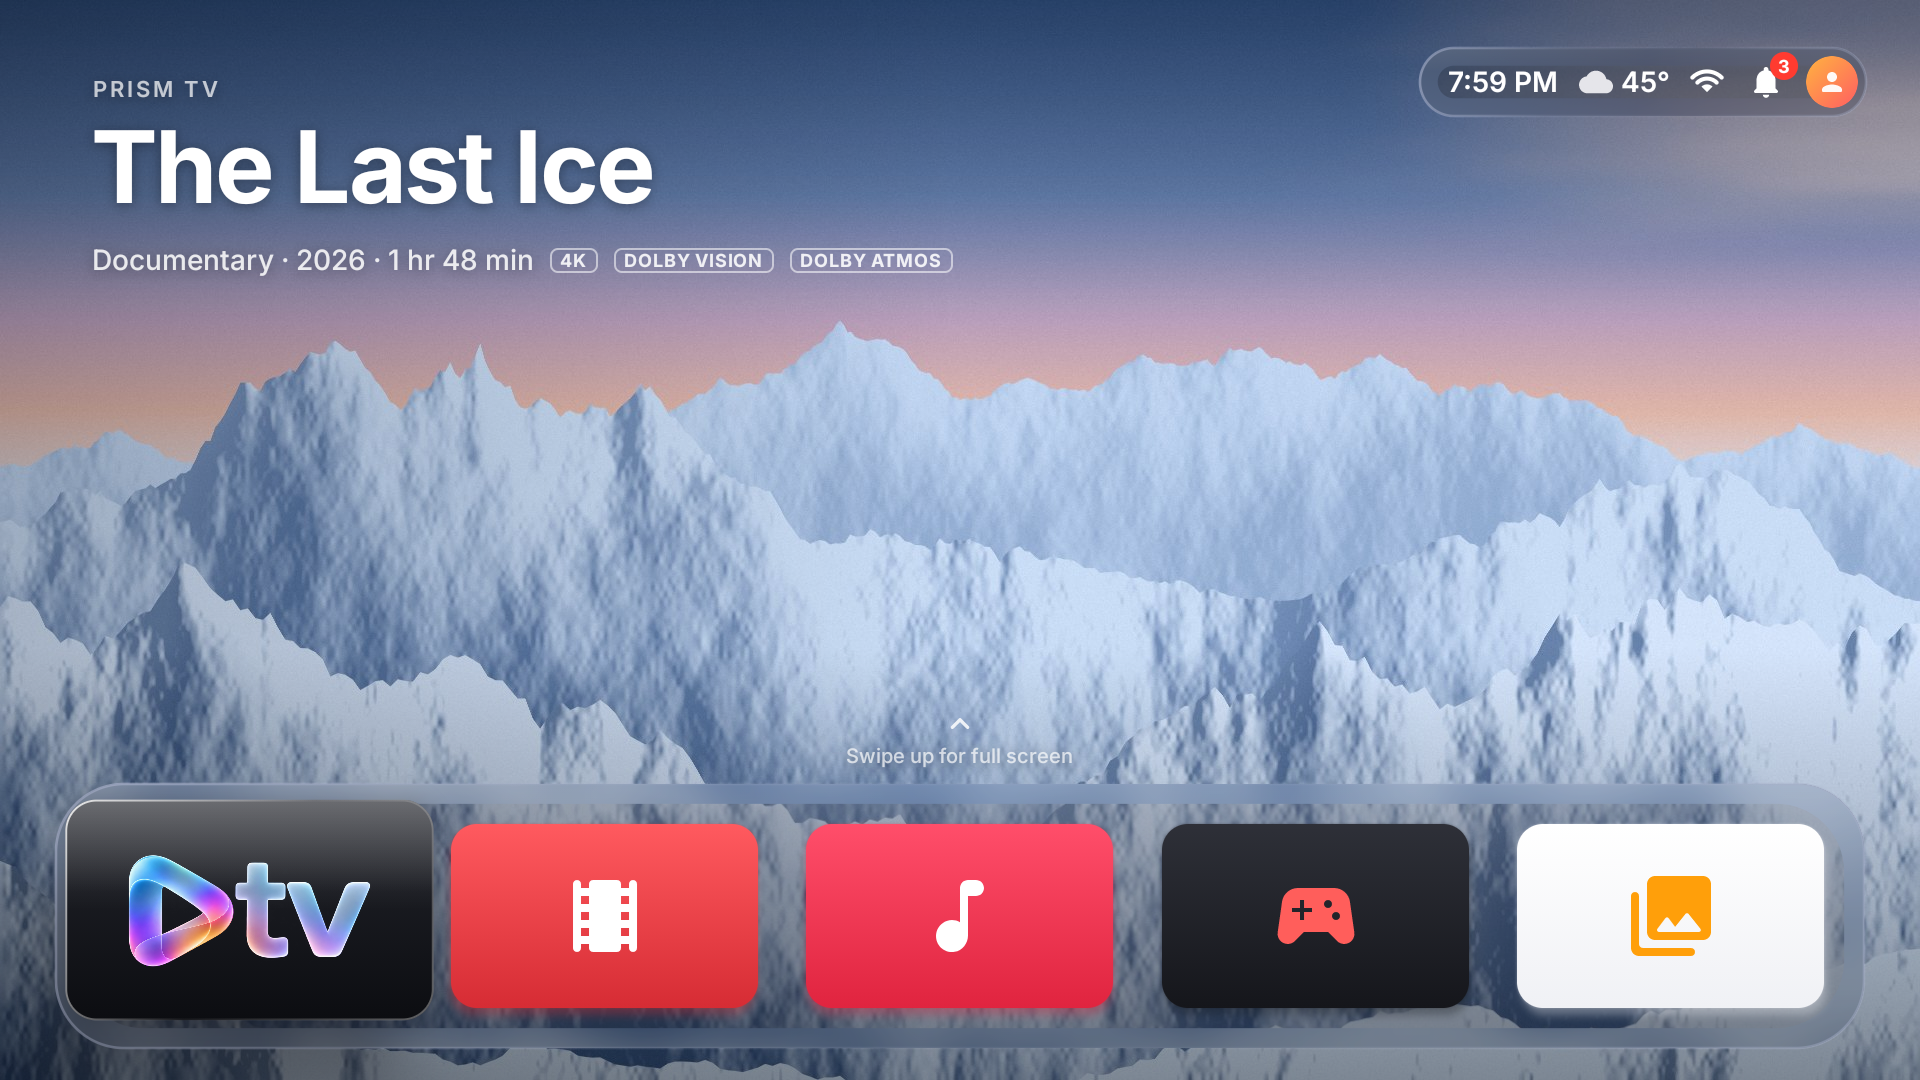 PRISM TV
The Last Ice
Documentary · 2026 · 1 hr 48 min 4K DOLBY VISION DOLBY ATMOS
7:59 PM 45° 3
Swipe up for full screen
tv